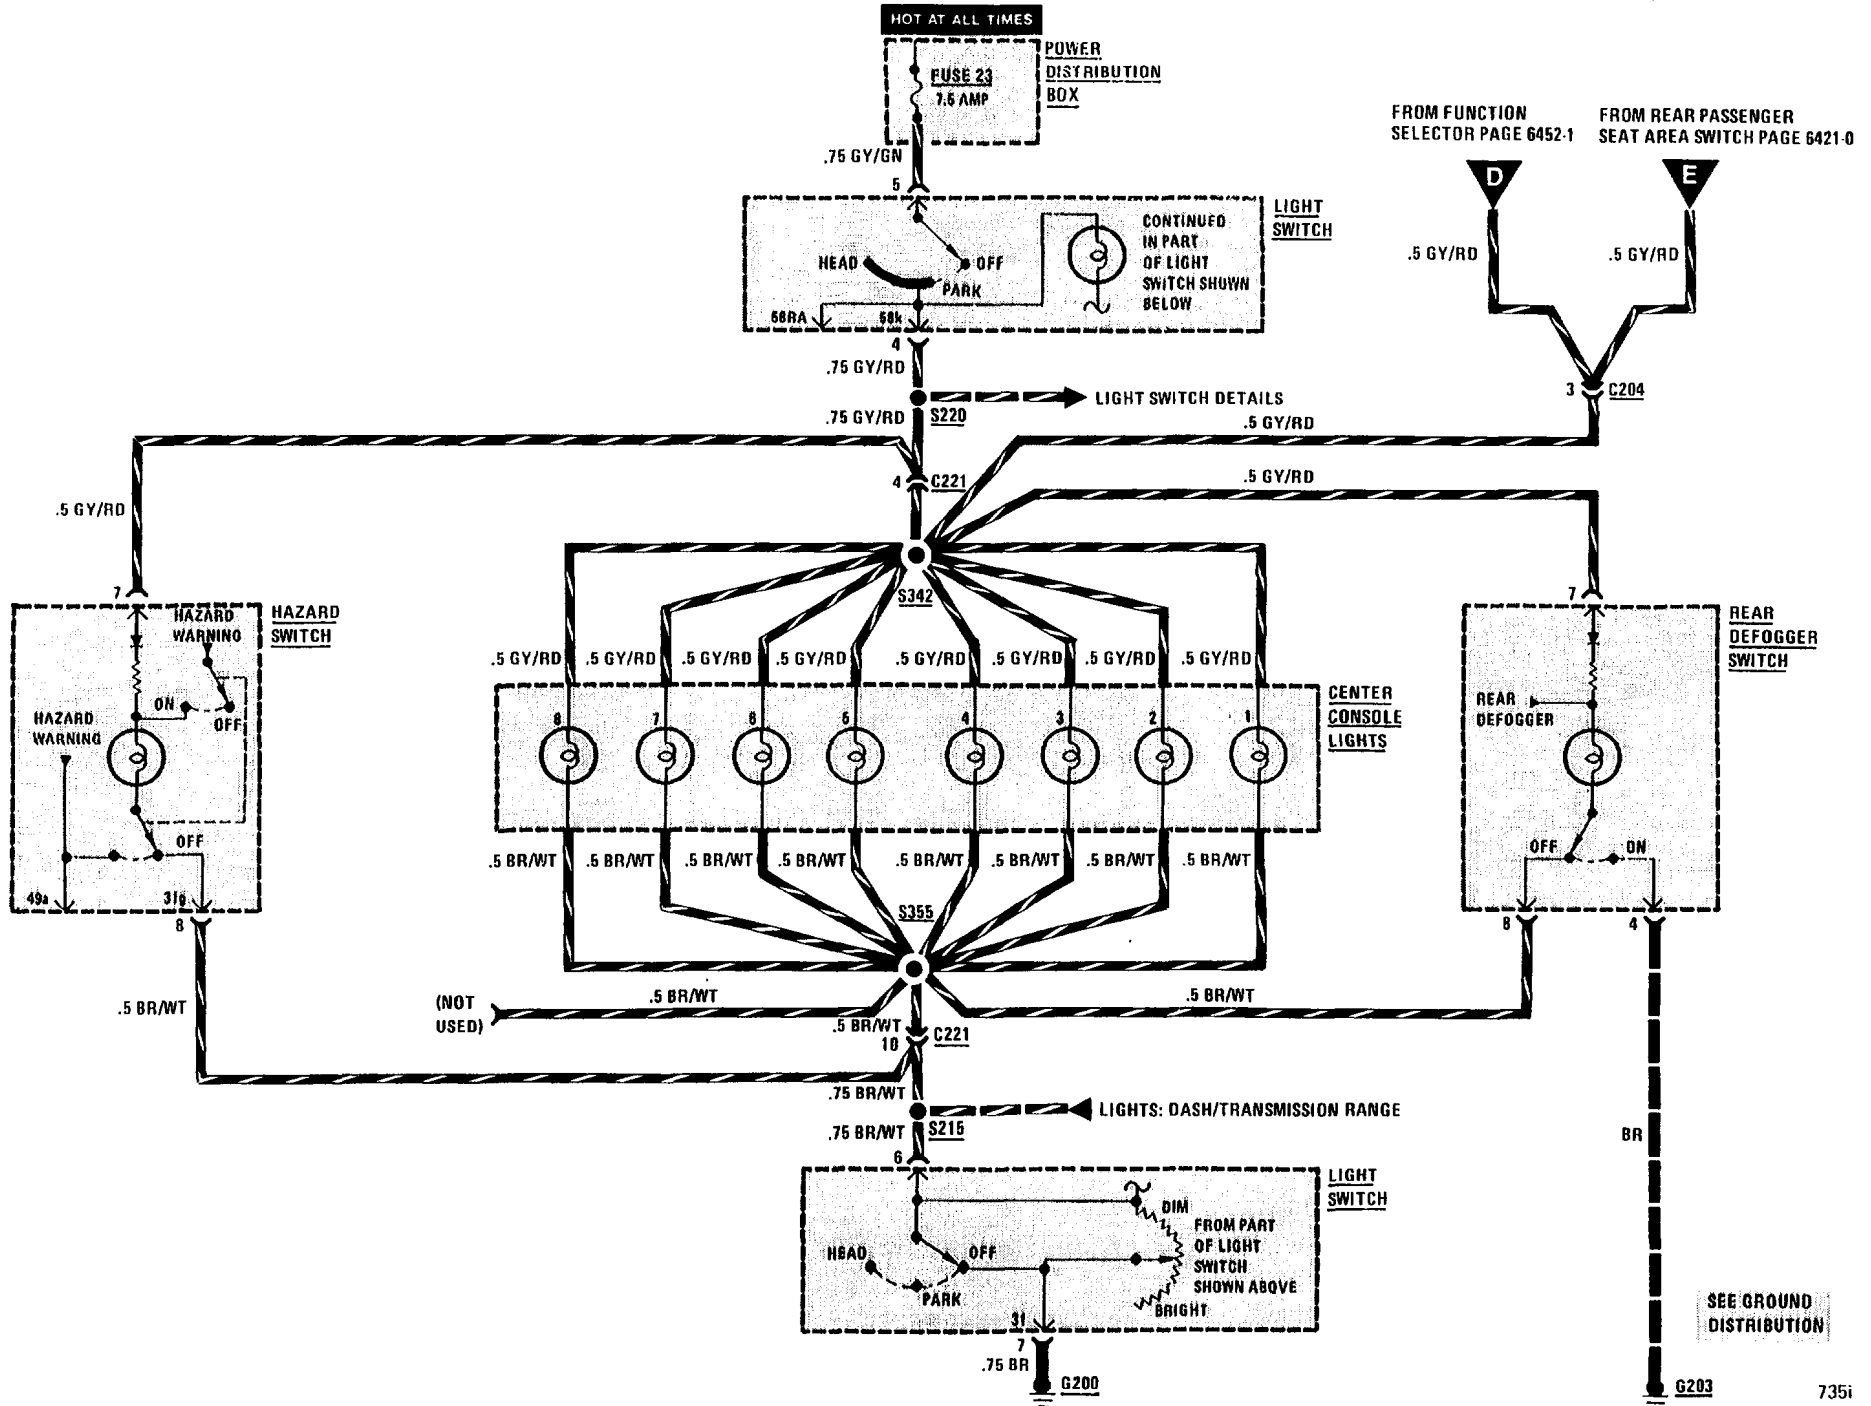 HOT AT ALL TIMES
POWER
DISTRIBUTION
BOX
FUSE 23
7.5 AMP
FROM FUNCTION
SELECTOR PAGE 6452-1
FROM REAR PASSENGER
SEAT AREA SWITCH PAGE 6421-0
.75 GY/GN
5
D
E
LIGHT
SWITCH
CONTINUED
IN PART
OF LIGHT
SWITCH SHOWN
BELOW
HEAD
OFF
PARK
58k
.5 GY/RD
.5 GY/RD
4
.75 GY/RD
3
C204
LIGHT SWITCH DETAILS
.75 GY/RD
S220
.5 GY/RD
4
C221
.5 GY/RD
.5 GY/RD
7
S342
7
HAZARD
SWITCH
HAZARD
WARNING
REAR
DEFOGGER
SWITCH
.5 GY/RD
.5 GY/RD
.5 GY/RD
.5 GY/RD
.5 GY/RD
.5 GY/RD
.5 GY/RD
.5 GY/RD
CENTER
CONSOLE
LIGHTS
ON
OFF
HAZARD
WARNING
8
7
6
5
4
3
2
1
REAR
DEFOGGER
OFF
OFF
ON
.5 BR/WT
.5 BR/WT
.5 BR/WT
.5 BR/WT
.5 BR/WT
.5 BR/WT
.5 BR/WT
.5 BR/WT
49a
S355
8
8
4
.5 BR/WT
(NOT
USED)
.5 BR/WT
.5 BR/WT
.5 BR/WT
10
C221
.75 BR/WT
LIGHTS: DASH/TRANSMISSION RANGE
.75 BR/WT
S215
BR
6
LIGHT
SWITCH
DIM
FROM PART
OF LIGHT
SWITCH
SHOWN ABOVE
HEAD
OFF
PARK
BRIGHT
31
7
.75 BR
G200
SEE GROUND
DISTRIBUTION
G203
735i